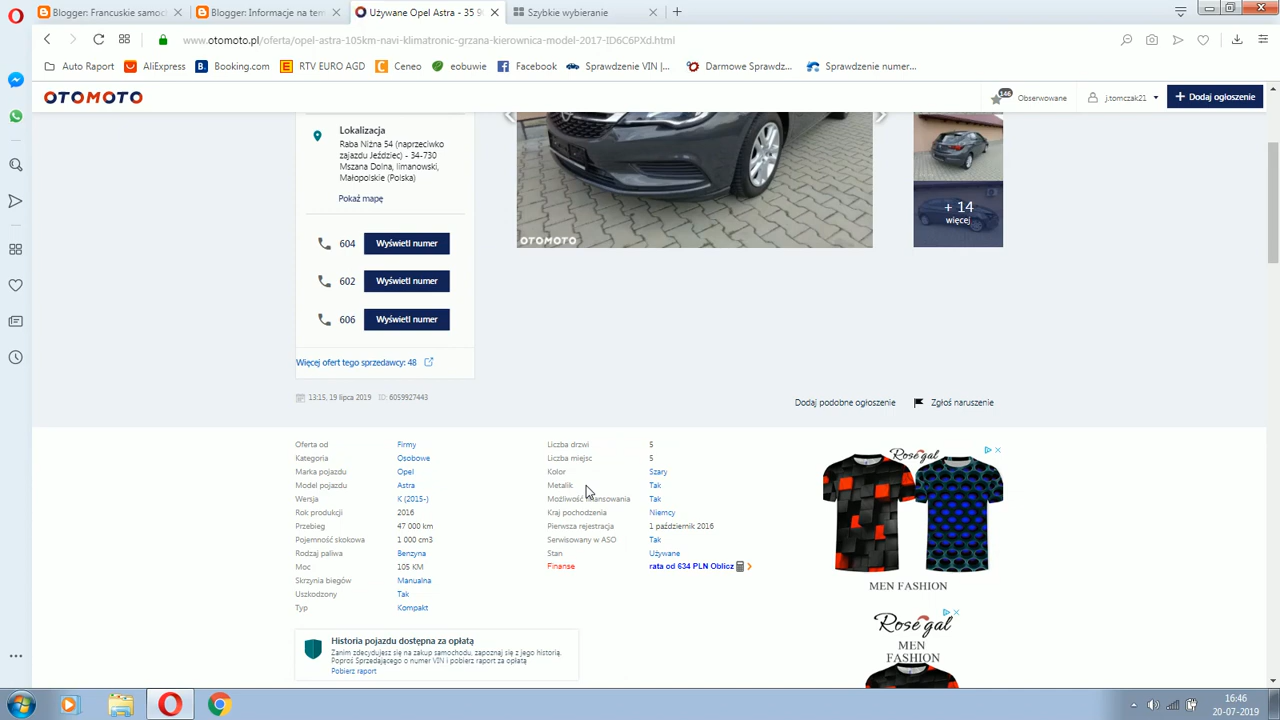 Blogger: Francuskie samoc
Blogger: Informacje na tem
Używane Opel Astra - 35 9
Szybkie wybieranie
www.otomoto.pl/oferta/opel-astra-105km-navi-klimatronic-grzana-kierownica-model-2017-ID6C6PXd.html
Auto Raport AliExpress Booking.com RTV EURO AGD Ceneo eobuwie Facebook Sprawdzenie VIN |... Darmowe Sprawdz... Sprawdzenie numer...
OTOMOTO
146 Obserwowane j.tomczak21 + Dodaj ogłoszenie
Lokalizacja
Raba Niżna 54 (naprzeciwko
zajazdu Jeździec) - 34-730
Mszana Dolna, limanowski,
Małopolskie (Polska)
Pokaż mapę
604 Wyświetl numer
602 Wyświetl numer
606 Wyświetl numer
Więcej ofert tego sprzedawcy: 48
OTOMOTO
+ 14
więcej
13:15, 19 lipca 2019 ID: 6059927443
Dodaj podobne ogłoszenie Zgłoś naruszenie
Oferta od Firmy
Kategoria Osobowe
Marka pojazdu Opel
Model pojazdu Astra
Wersja K (2015-)
Rok produkcji 2016
Przebieg 47 000 km
Pojemność skokowa 1 000 cm3
Rodzaj paliwa Benzyna
Moc 105 KM
Skrzynia biegów Manualna
Uszkodzony Tak
Typ Kompakt
Liczba drzwi 5
Liczba miejsc 5
Kolor Szary
Metalik Tak
Możliwość finansowania Tak
Kraj pochodzenia Niemcy
Pierwsza rejestracja 1 październik 2016
Serwisowany w ASO Tak
Stan Używane
Finanse rata od 634 PLN Oblicz
Historia pojazdu dostępna za opłatą
Zanim zdecydujesz się na zakup samochodu, zapoznaj się z jego historią.
Poproś Sprzedającego o numer VIN i pobierz raport za opłatą
Pobierz raport
Rosegal
MEN FASHION
Rosegal
MEN
FASHION
16:46
20-07-2019